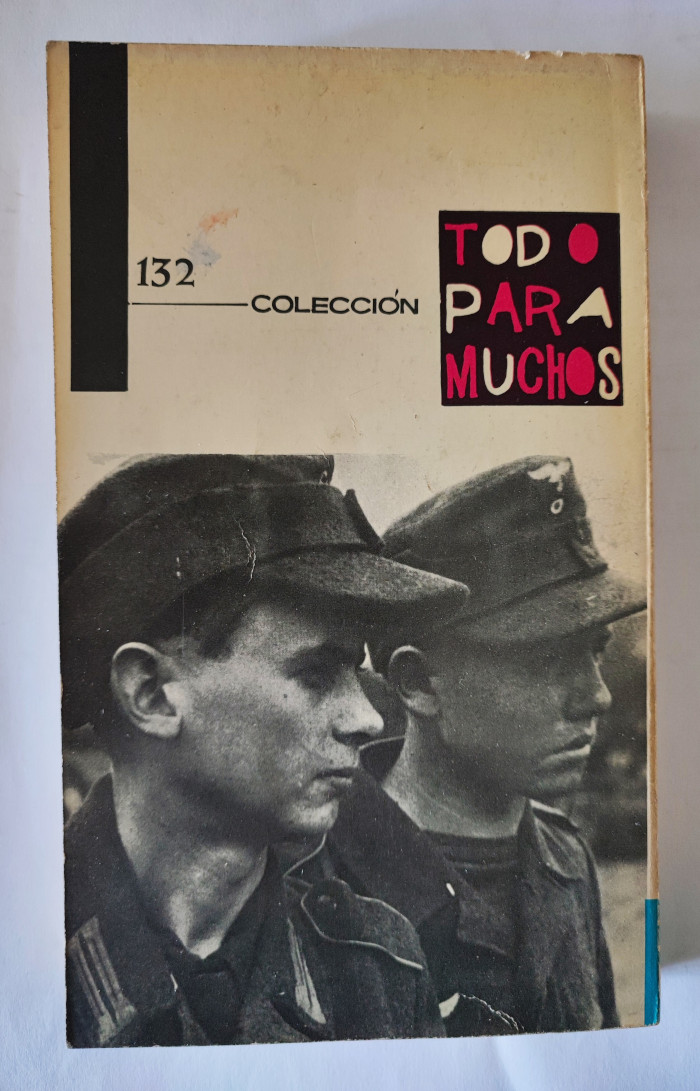 132
COLECCIÓN
TODO
PARA
MUCHOS